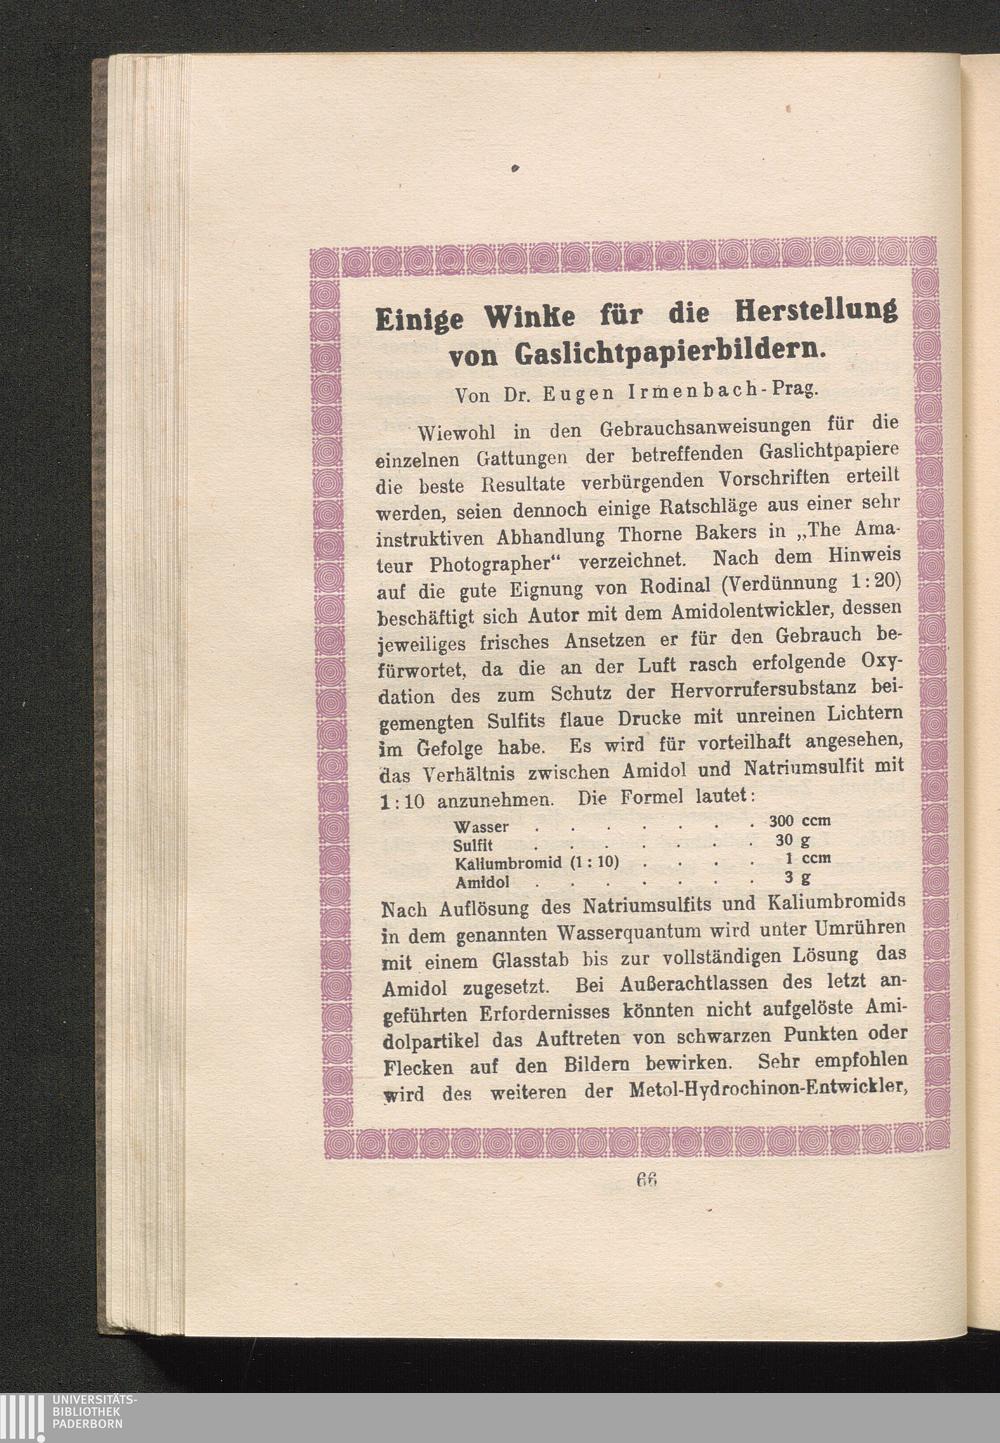 Einige Winke für die Herstellung
von Gaslichtpapierbildern.
Von Dr. Eugen Irmenbach-Prag.
Wiewohl in den Gebrauchsanweisungen für die
einzelnen Gattungen der betreffenden Gaslichtpapiere
die beste Resultate verbürgenden Vorschriften erteilt
werden, seien dennoch einige Ratschläge aus einer sehr
instruktiven Abhandlung Thorne Bakers in „The Ama-
teur Photographer“ verzeichnet. Nach dem Hinweis
auf die gute Eignung von Rodinal (Verdünnung 1:20)
beschäftigt sich Autor mit dem Amidolentwickler, dessen
jeweiliges frisches Ansetzen er für den Gebrauch be-
fürwortet, da die an der Luft rasch erfolgende Oxy-
dation des zum Schutz der Hervorrufersubstanz bei-
gemengten Sulfits flaue Drucke mit unreinen Lichtern
im Gefolge habe. Es wird für vorteilhaft angesehen,
das Verhältnis zwischen Amidol und Natriumsulfit mit
1:10 anzunehmen. Die Formel lautet:
Wasser . . . . . . . 300 ccm
Sulfit . . . . . . . 30 g
Kaliumbromid (1:10) . . . . 1 ccm
Amidol . . . . . . . 3 g
Nach Auflösung des Natriumsulfits und Kaliumbromids
in dem genannten Wasserquantum wird unter Umrühren
mit einem Glasstab bis zur vollständigen Lösung das
Amidol zugesetzt. Bei Außerachtlassen des letzt an-
geführten Erfordernisses könnten nicht aufgelöste Ami-
dolpartikel das Auftreten von schwarzen Punkten oder
Flecken auf den Bildern bewirken. Sehr empfohlen
wird des weiteren der Metol-Hydrochinon-Entwickler,
66
UNIVERSITÄTS-
BIBLIOTHEK
PADERBORN